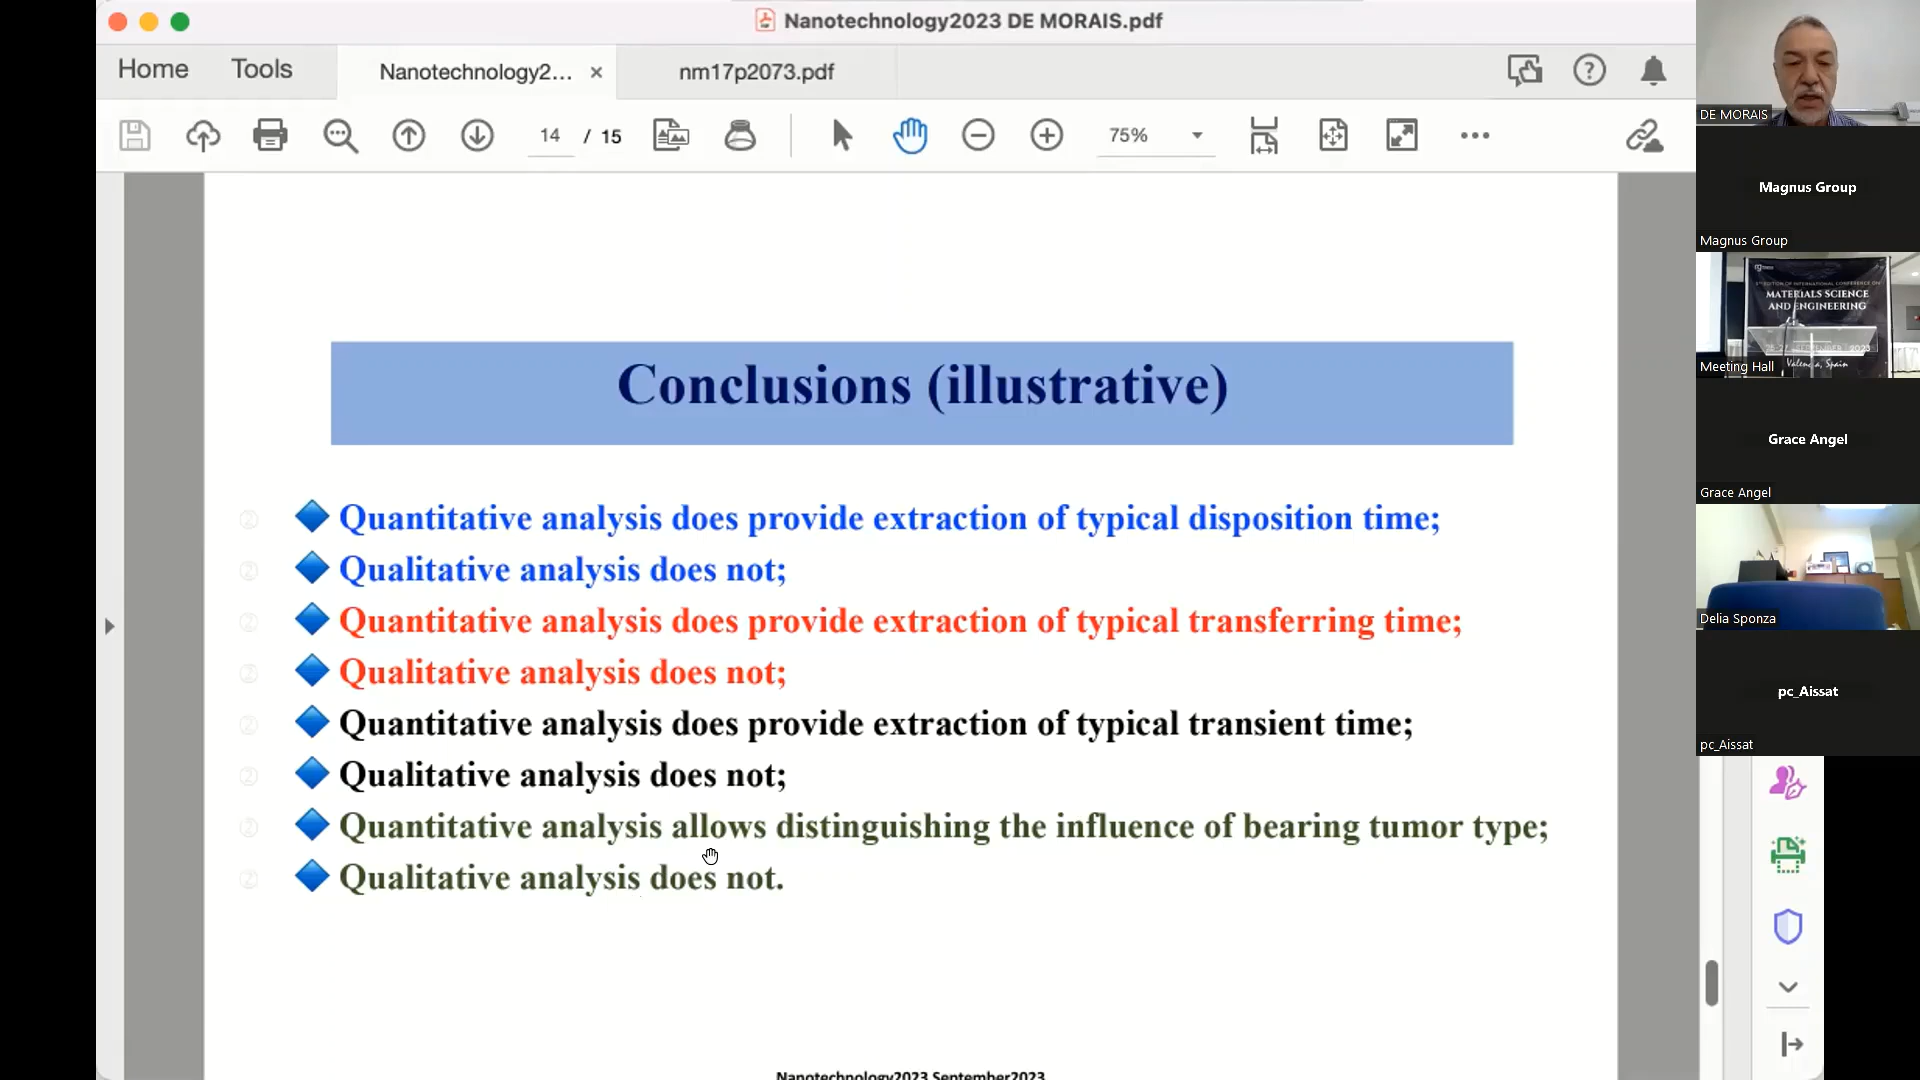 Nanotechnology2023 DE MORAIS.pdf
Home
Tools
Nanotechnology2...
nm17p2073.pdf
14 / 15
75%
Conclusions (illustrative)
Quantitative analysis does provide extraction of typical disposition time;
Qualitative analysis does not;
Quantitative analysis does provide extraction of typical transferring time;
Qualitative analysis does not;
Quantitative analysis does provide extraction of typical transient time;
Qualitative analysis does not;
Quantitative analysis allows distinguishing the influence of bearing tumor type;
Qualitative analysis does not.
Nanotechnology2023 September2023
DE MORAIS
Magnus Group
Magnus Group
MATERIALS SCIENCE
AND ENGINEERING
Valencia, Spain
Meeting Hall
Grace Angel
Grace Angel
Delia Sponza
pc_Aissat
pc_Aissat